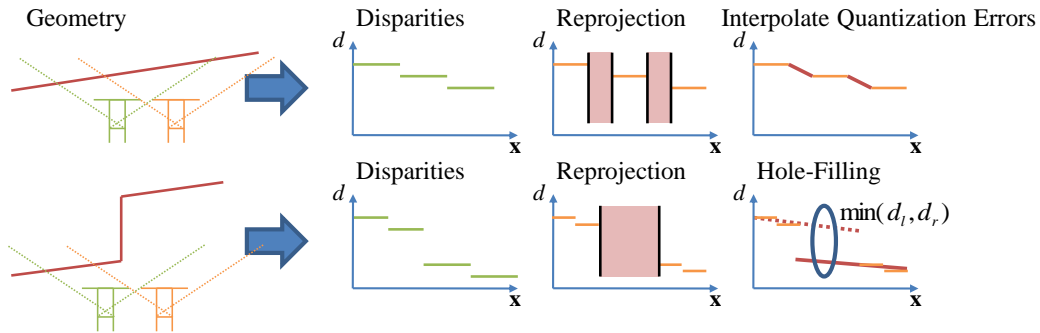 Geometry
Disparities
Reprojection
Interpolate Quantization Errors
d
d
d
x
x
x
Disparities
Reprojection
Hole-Filling
d
d
d
min(d_l, d_r)
x
x
x